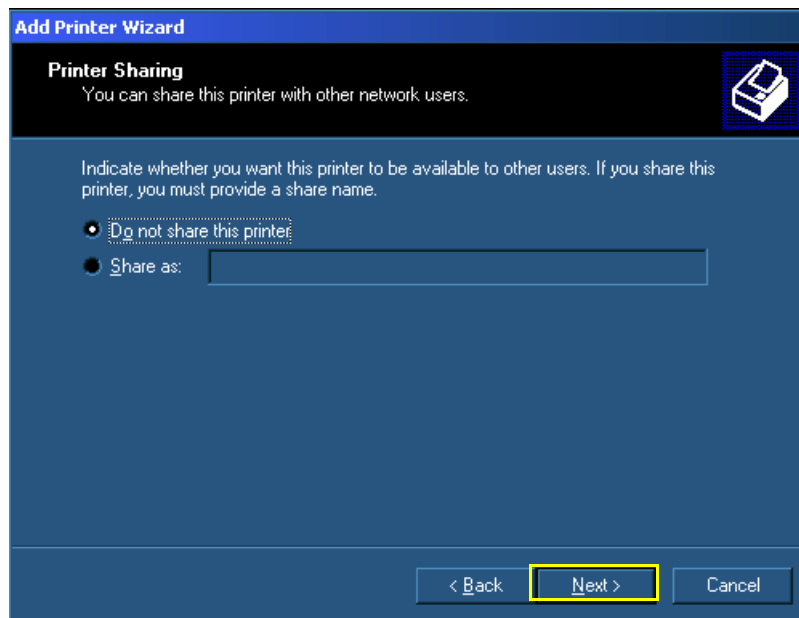 Add Printer Wizard
Printer Sharing
You can share this printer with other network users.
Indicate whether you want this printer to be available to other users. If you share this
printer, you must provide a share name.
Do not share this printer
Share as:
< Back
Next >
Cancel